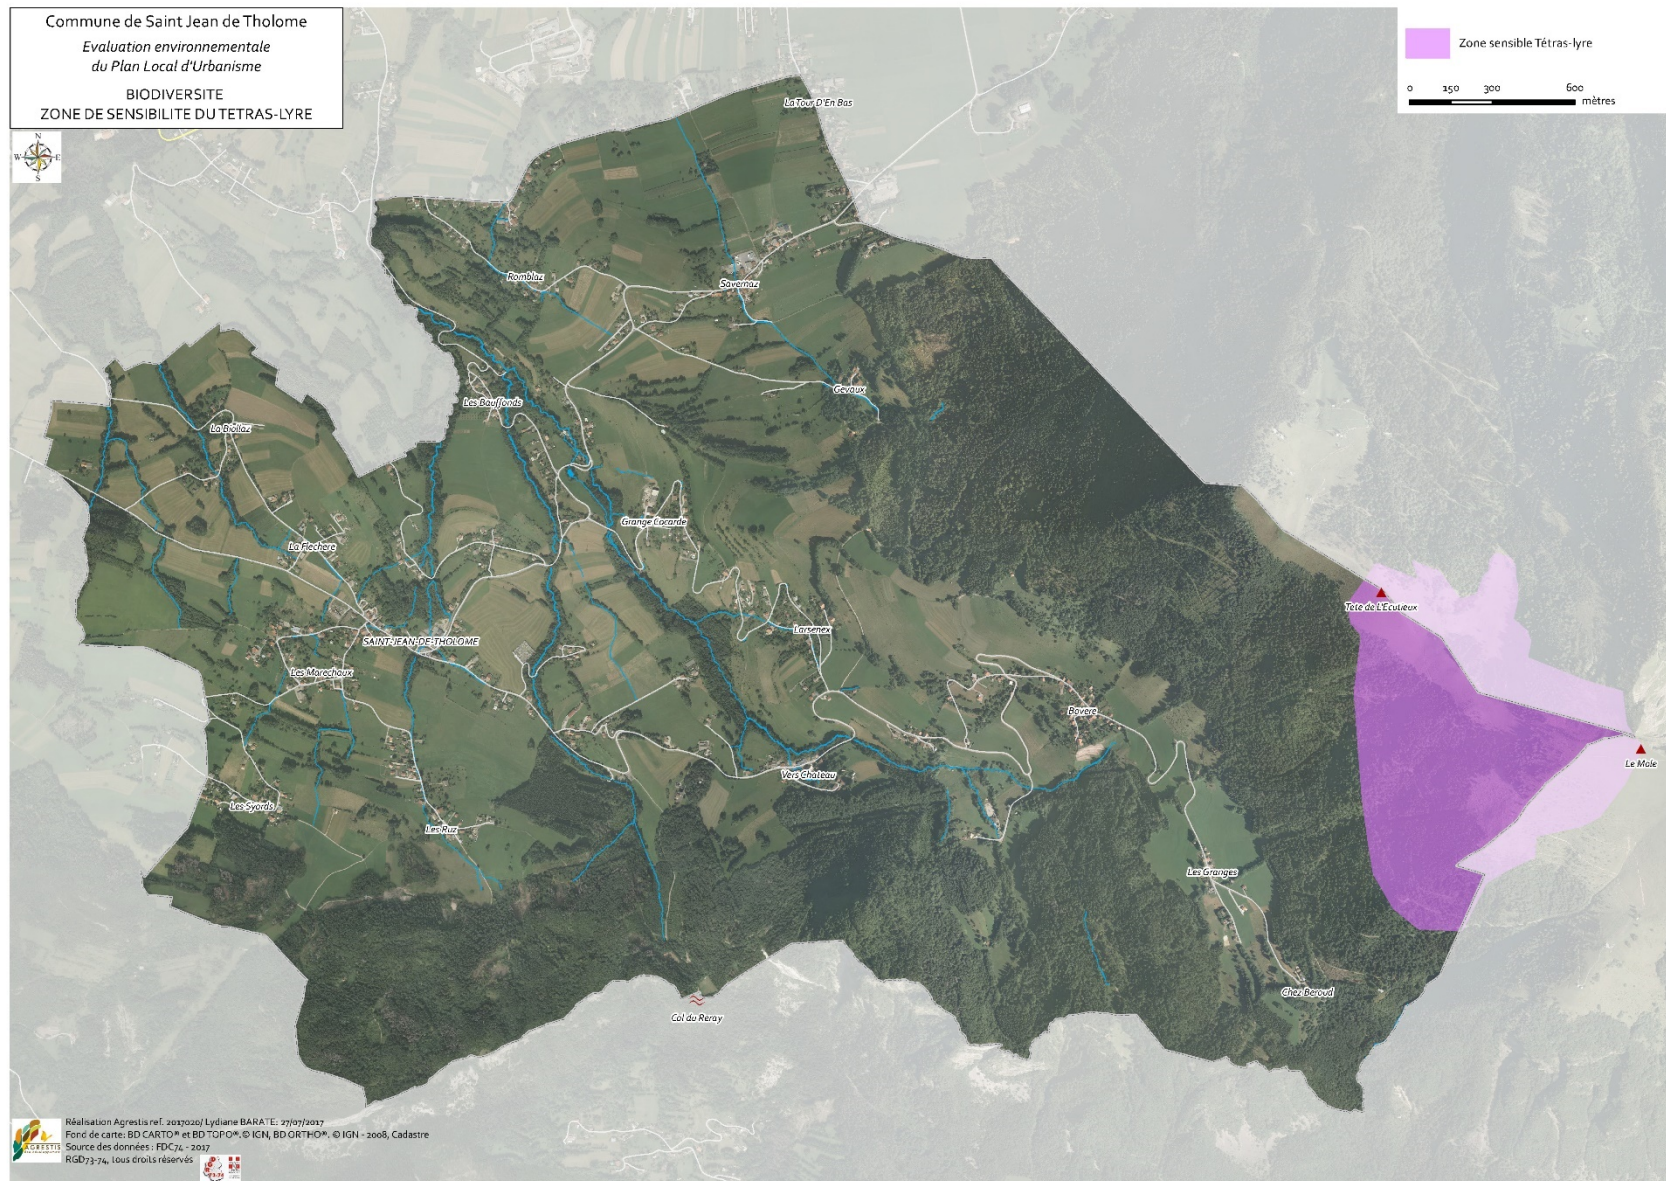 Commune de Saint Jean de Tholome
Evaluation environnementale
du Plan Local d'Urbanisme
BIODIVERSITE
ZONE DE SENSIBILITE DU TETRAS-LYRE
N
W E
S
Zone sensible Tétras-lyre
0 150 300 600
mètres
La Tour D'En Bas
Romblaz
Savernaz
Gevaux
Les Bauffonds
La Biollaz
Grange Cocarde
La Flechere
Tete de L'Ecutieux
Larsenex
SAINT-JEAN-DE-THOLOME
Les Marechaux
Bovere
Le Mole
Vers Chateau
Les Syords
Les Ruz
Les Granges
Chez Beroud
Col du Reray
Réalisation Agrestis ref. 2017020/ Lydiane BARATE: 27/07/2017
Fond de carte: BD CARTO® et BD TOPO®.© IGN, BD ORTHO®. © IGN - 2008, Cadastre
Source des données : FDC74 - 2017
RGD73-74, tous droits réservés
AGRESTIS